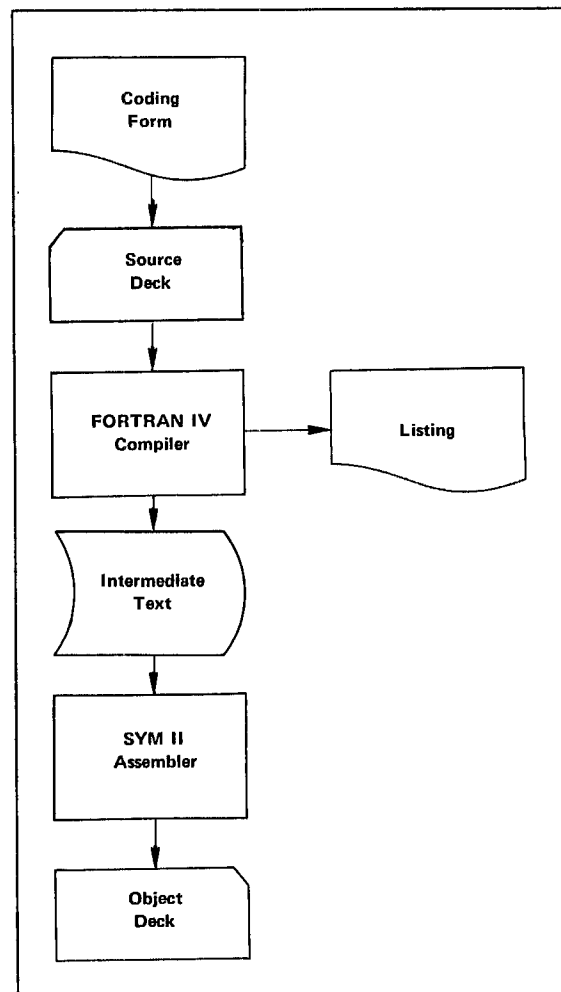 Coding
Form
Source
Deck
FORTRAN IV
Compiler
Listing
Intermediate
Text
SYM II
Assembler
Object
Deck